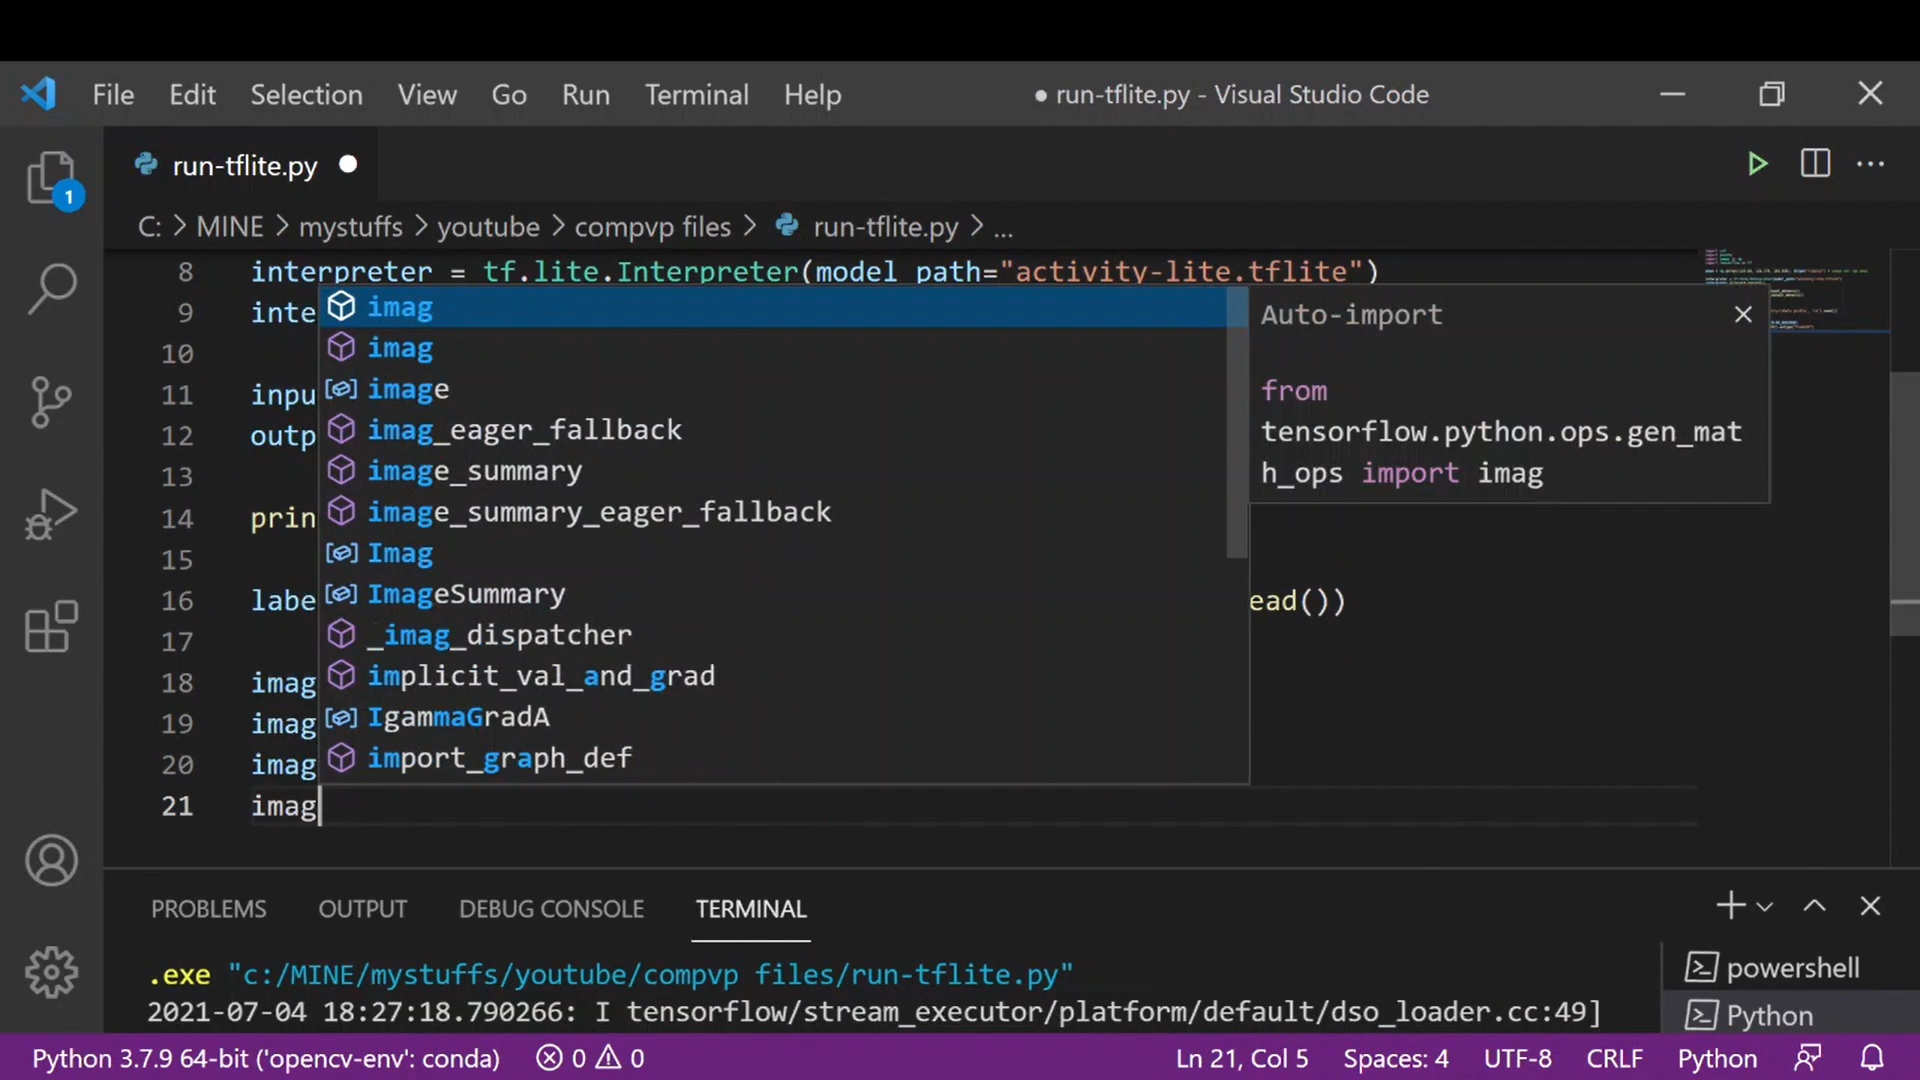 File Edit Selection View Go Run Terminal Help ● run-tflite.py - Visual Studio Code
run-tflite.py ●
1
C: > MINE > mystuffs > youtube > compvp files > run-tflite.py > ...
8 interpreter = tf.lite.Interpreter(model_path="activity-lite.tflite")
9 inte
10
11 inpu
12 outp
13
14 prin
15
16 labe ead())
17
18 imag
19 imag
20 imag
21 imag
imag
imag
image
imag_eager_fallback
image_summary
image_summary_eager_fallback
Imag
ImageSummary
_imag_dispatcher
implicit_val_and_grad
IgammaGradA
import_graph_def
Auto-import
from
tensorflow.python.ops.gen_mat
h_ops import imag
PROBLEMS OUTPUT DEBUG CONSOLE TERMINAL
.exe "c:/MINE/mystuffs/youtube/compvp files/run-tflite.py"
2021-07-04 18:27:18.790266: I tensorflow/stream_executor/platform/default/dso_loader.cc:49]
powershell
Python
Python 3.7.9 64-bit ('opencv-env': conda) 0 0 Ln 21, Col 5 Spaces: 4 UTF-8 CRLF Python